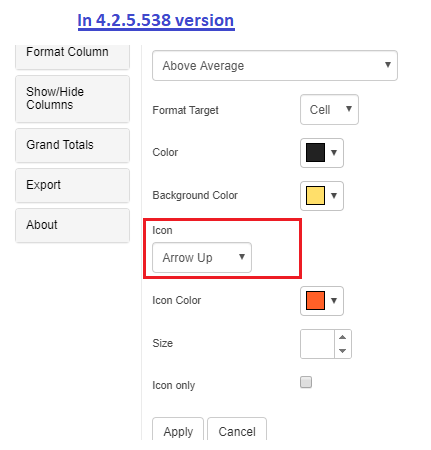 In 4.2.5.538 version
Format Column
Above Average
Show/Hide
Columns
Format Target
Cell
Grand Totals
Color
Export
Background Color
About
Icon
Arrow Up
Icon Color
Size
Icon only
Apply
Cancel